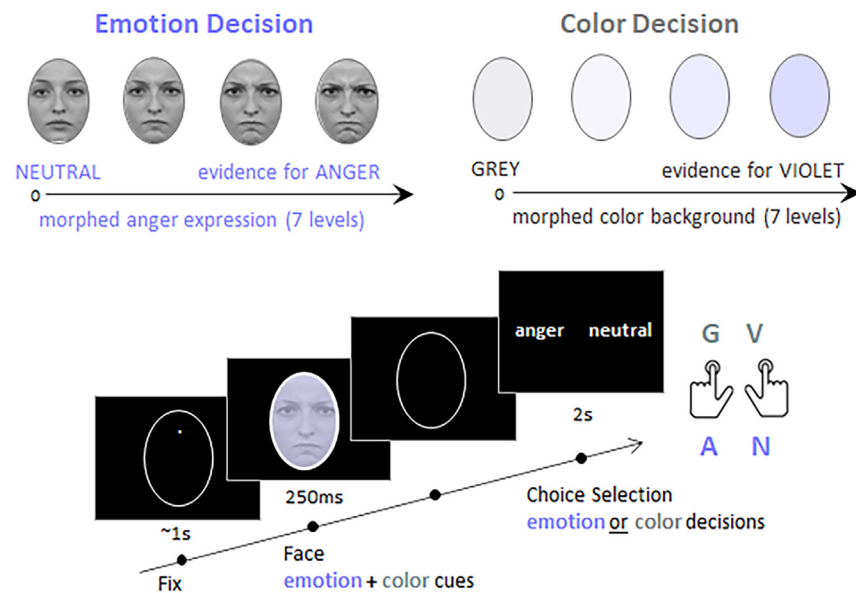 Emotion Decision
Color Decision
NEUTRAL evidence for ANGER
0
morphed anger expression (7 levels)
GREY evidence for VIOLET
0
morphed color background (7 levels)
anger neutral
G V
A N
2s
250ms
~1s
Choice Selection
emotion or color decisions
Face
emotion + color cues
Fix